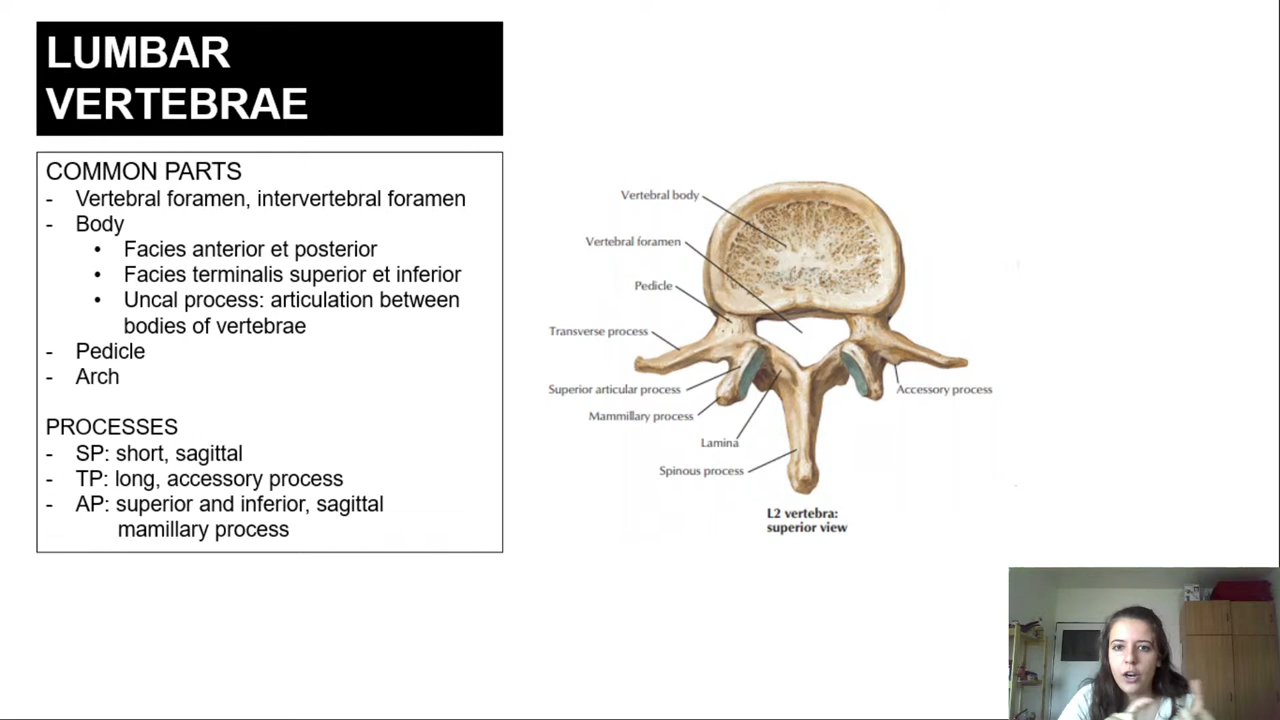 LUMBAR
VERTEBRAE
COMMON PARTS
- Vertebral foramen, intervertebral foramen
- Body
• Facies anterior et posterior
• Facies terminalis superior et inferior
• Uncal process: articulation between
bodies of vertebrae
- Pedicle
- Arch
PROCESSES
- SP: short, sagittal
- TP: long, accessory process
- AP: superior and inferior, sagittal
mamillary process
Vertebral body
Vertebral foramen
Pedicle
Transverse process
Superior articular process
Mammillary process
Lamina
Spinous process
Accessory process
L2 vertebra:
superior view